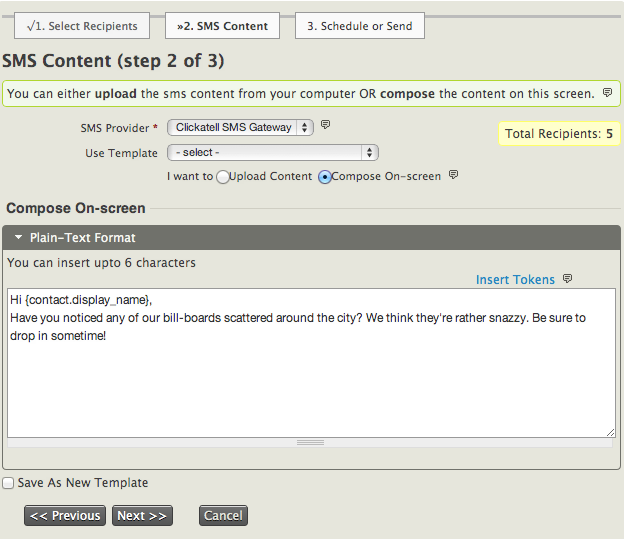 √1. Select Recipients
»2. SMS Content
3. Schedule or Send
SMS Content (step 2 of 3)
You can either upload the sms content from your computer OR compose the content on this screen.
SMS Provider * Clickatell SMS Gateway
Total Recipients: 5
Use Template - select -
I want to Upload Content Compose On-screen
Compose On-screen
Plain-Text Format
You can insert upto 6 characters
Insert Tokens
Hi {contact.display_name},
Have you noticed any of our bill-boards scattered around the city? We think they're rather snazzy. Be sure to
drop in sometime!
Save As New Template
<< Previous Next >> Cancel